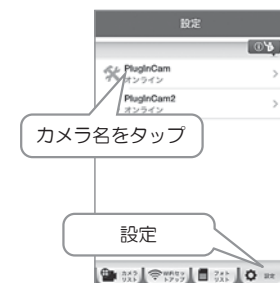 設定
PlugInCam
オンライン
PlugInCam2
オンライン
カメラ名をタップ
設定
カメラ
リスト
WiFiセッ
トアップ
フォト
リスト
設定